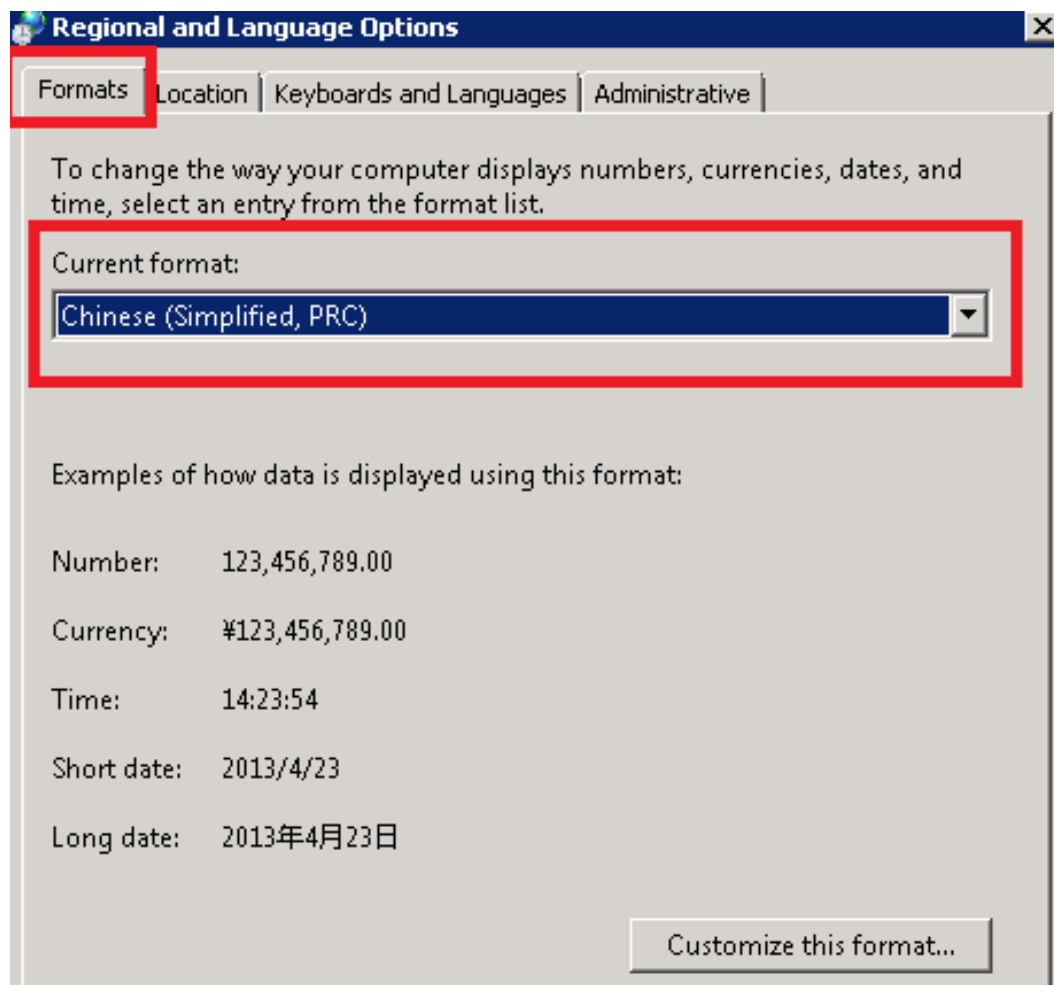 Regional and Language Options
Formats Location Keyboards and Languages Administrative
To change the way your computer displays numbers, currencies, dates, and
time, select an entry from the format list.
Current format:
Chinese (Simplified, PRC)
Examples of how data is displayed using this format:
Number: 123,456,789.00
Currency: ¥123,456,789.00
Time: 14:23:54
Short date: 2013/4/23
Long date: 2013年4月23日
Customize this format...